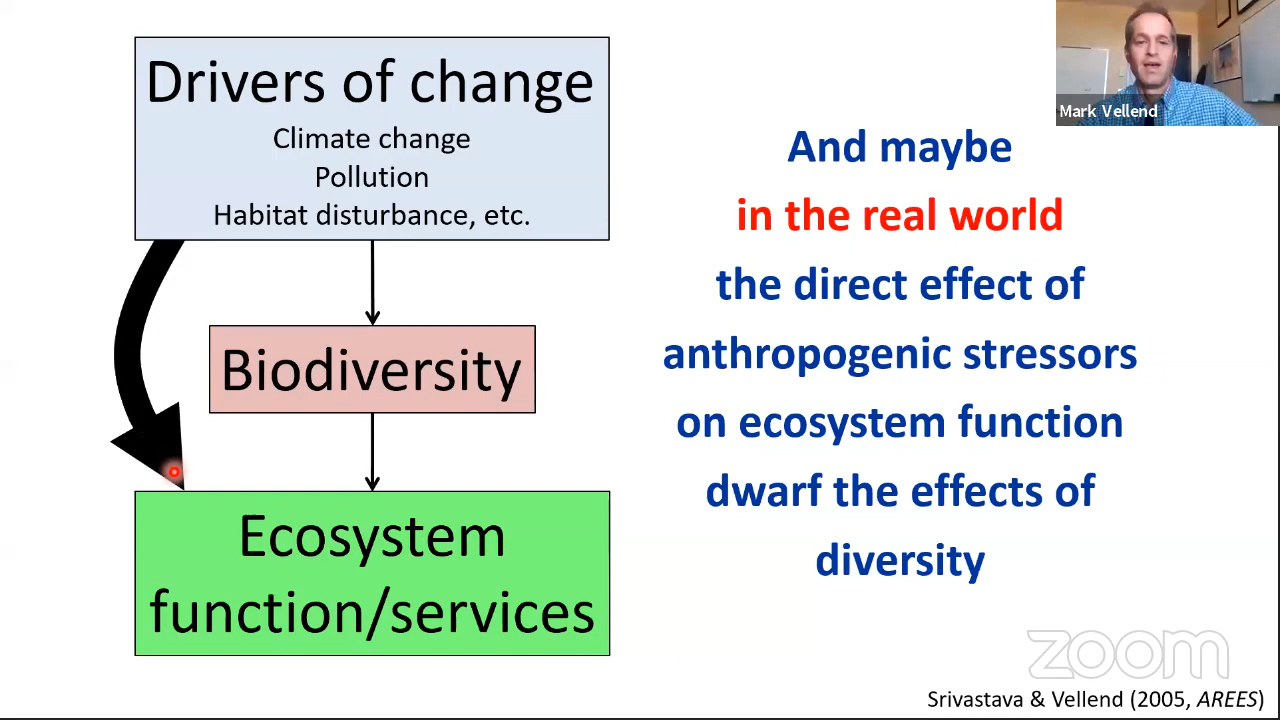 Drivers of change
Climate change
Pollution
Habitat disturbance, etc.
Biodiversity
Ecosystem
function/services
Mark Vellend
And maybe
in the real world
the direct effect of
anthropogenic stressors
on ecosystem function
dwarf the effects of
diversity
zoom
Srivastava & Vellend (2005, AREES)